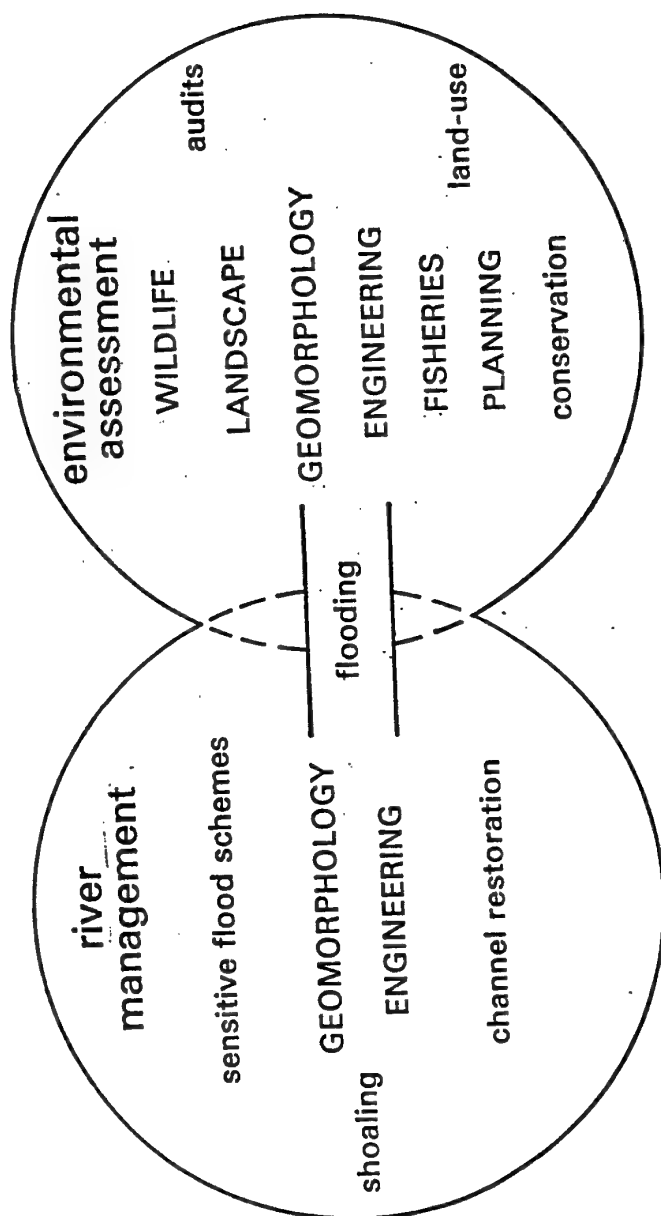 river
management
sensitive flood schemes
GEOMORPHOLOGY
ENGINEERING
shoaling
channel restoration
flooding
environmental
assessment
WILDLIFE
audits
LANDSCAPE
GEOMORPHOLOGY
ENGINEERING
FISHERIES
land-use
PLANNING
conservation